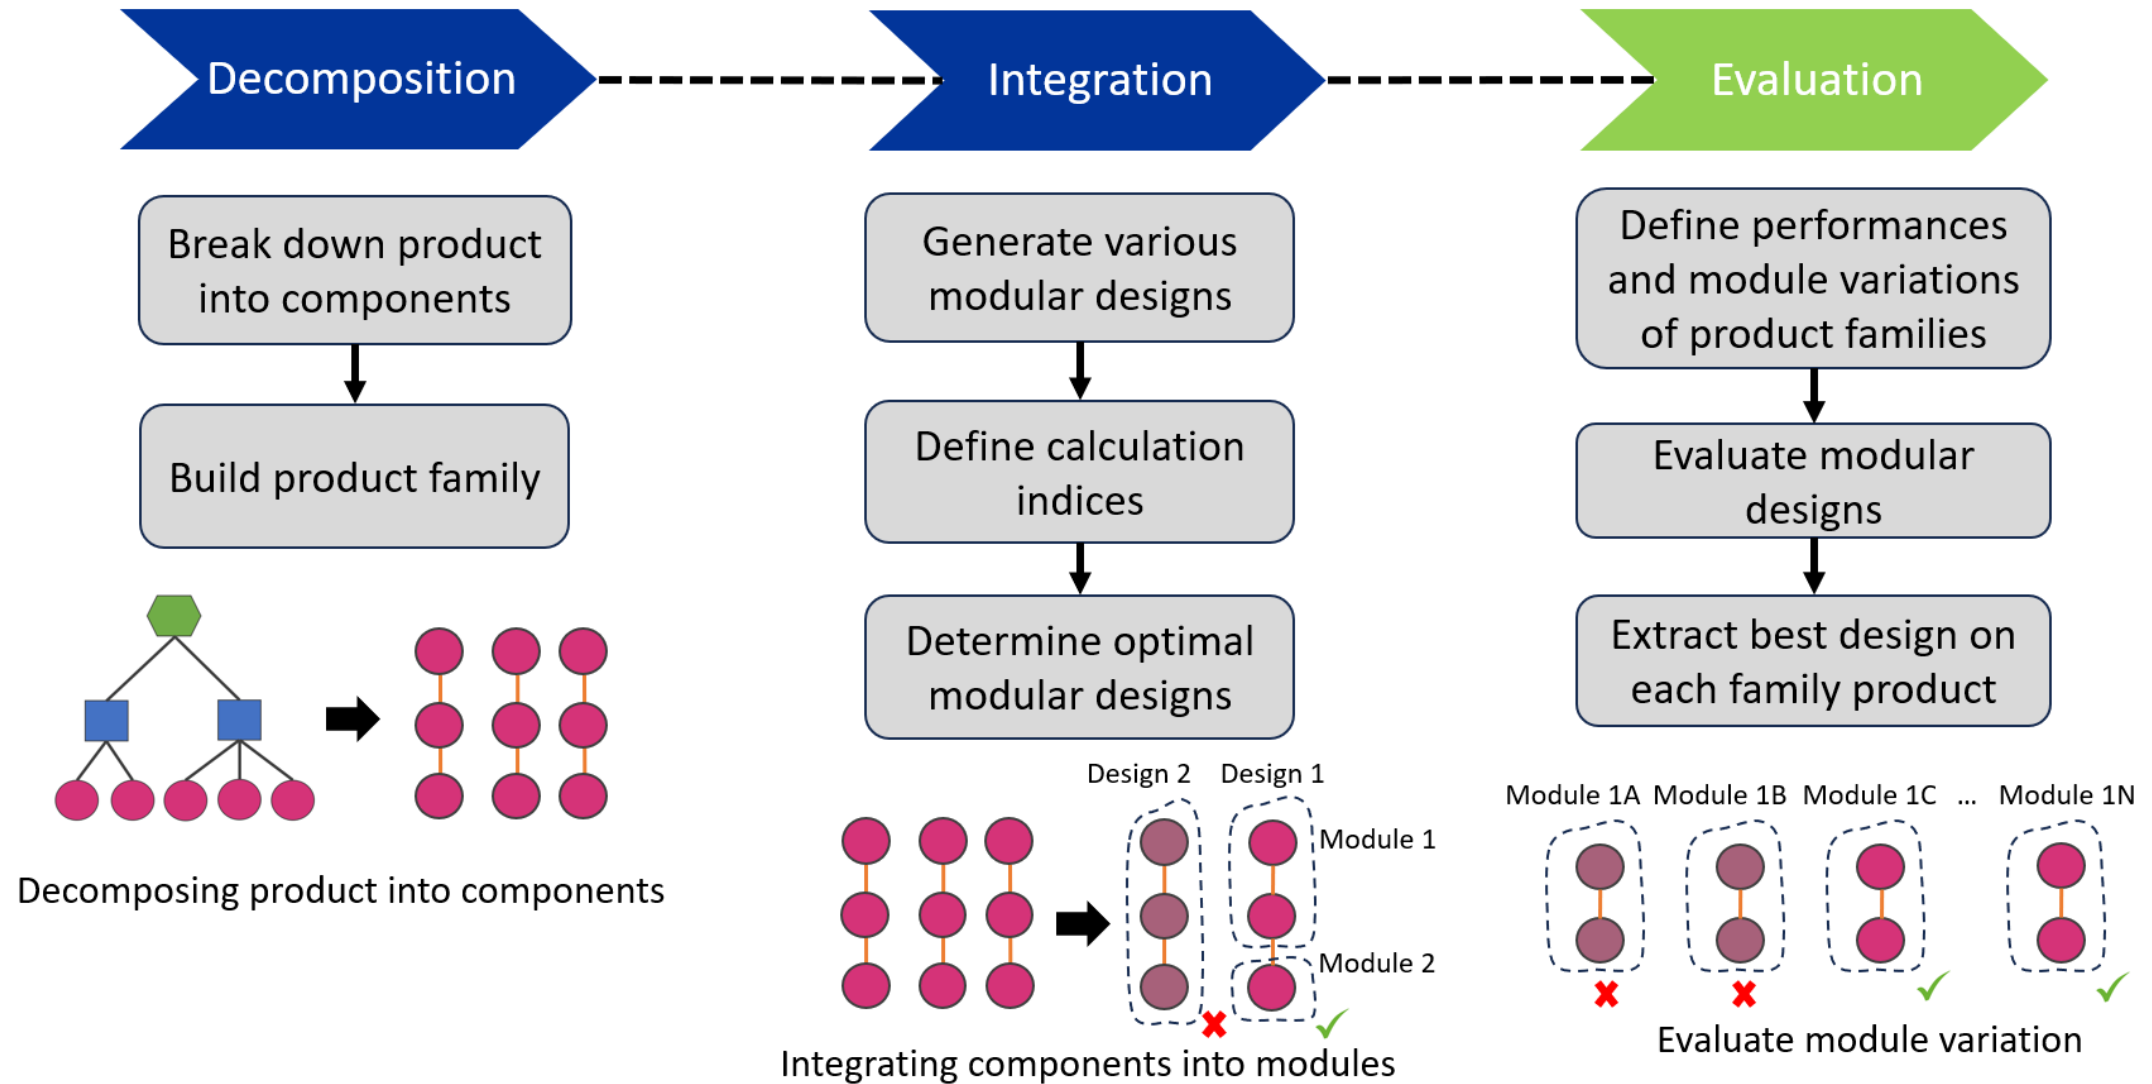 Decomposition
Integration
Evaluation
Break down product
into components
Build product family
Decomposing product into components
Generate various
modular designs
Define calculation
indices
Determine optimal
modular designs
Design 2
Design 1
Module 1
Module 2
Integrating components into modules
Define performances
and module variations
of product families
Evaluate modular
designs
Extract best design on
each family product
Module 1A
Module 1B
Module 1C
...
Module 1N
Evaluate module variation